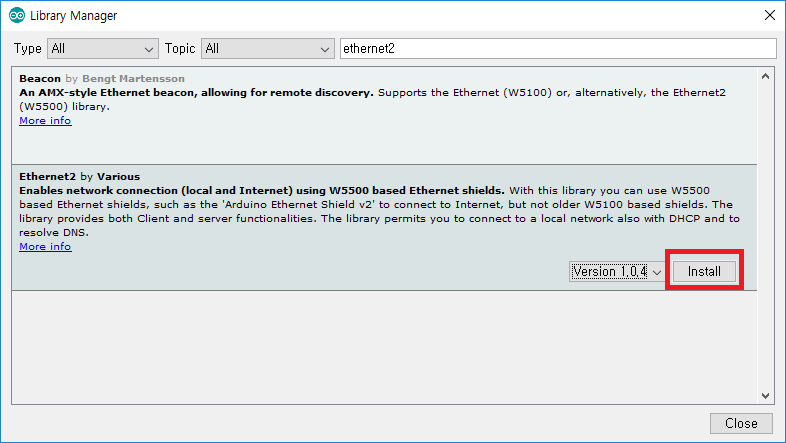 Library Manager
Type All Topic All ethernet2
Beacon by Bengt Martensson
An AMX-style Ethernet beacon, allowing for remote discovery. Supports the Ethernet (W5100) or, alternatively, the Ethernet2
(W5500) library.
More info
Ethernet2 by Various
Enables network connection (local and Internet) using W5500 based Ethernet shields. With this library you can use W5500
based Ethernet shields, such as the 'Arduino Ethernet Shield v2' to connect to Internet, but not older W5100 based shields. The
library provides both Client and server functionalities. The library permits you to connect to a local network also with DHCP and to
resolve DNS.
More info
Version 1.0.4 Install
Close